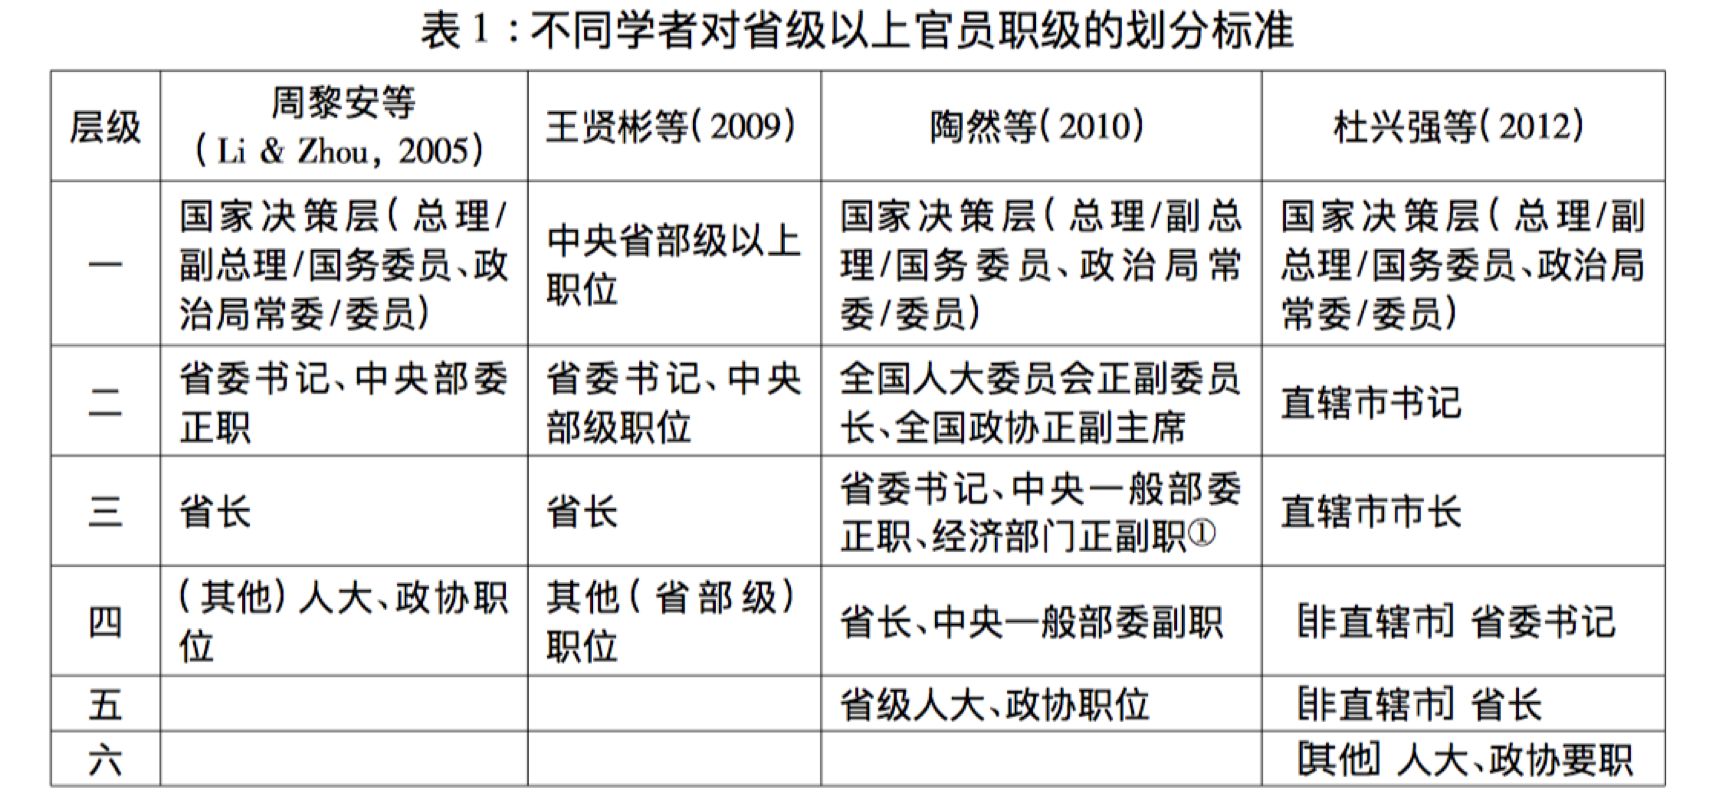 表1:不同学者对省级以上官员职级的划分标准
层级
周黎安等
(Li & Zhou, 2005)
王贤彬等(2009)
陶然等(2010)
杜兴强等(2012)
一
国家决策层(总理/
副总理/国务委员、政
治局常委/委员)
中央省部级以上
职位
国家决策层(总理/副总
理/国务委员、政治局常
委/委员)
国家决策层(总理/副
总理/国务委员、政治局
常委/委员)
二
省委书记、中央部委
正职
省委书记、中央
部级职位
全国人大委员会正副委员
长、全国政协正副主席
直辖市书记
三
省长
省长
省委书记、中央一般部委
正职、经济部门正副职①
直辖市市长
四
(其他)人大、政协职
位
其他(省部级)
职位
省长、中央一般部委副职
[非直辖市]省委书记
五
省级人大、政协职位
[非直辖市]省长
六
[其他]人大、政协要职